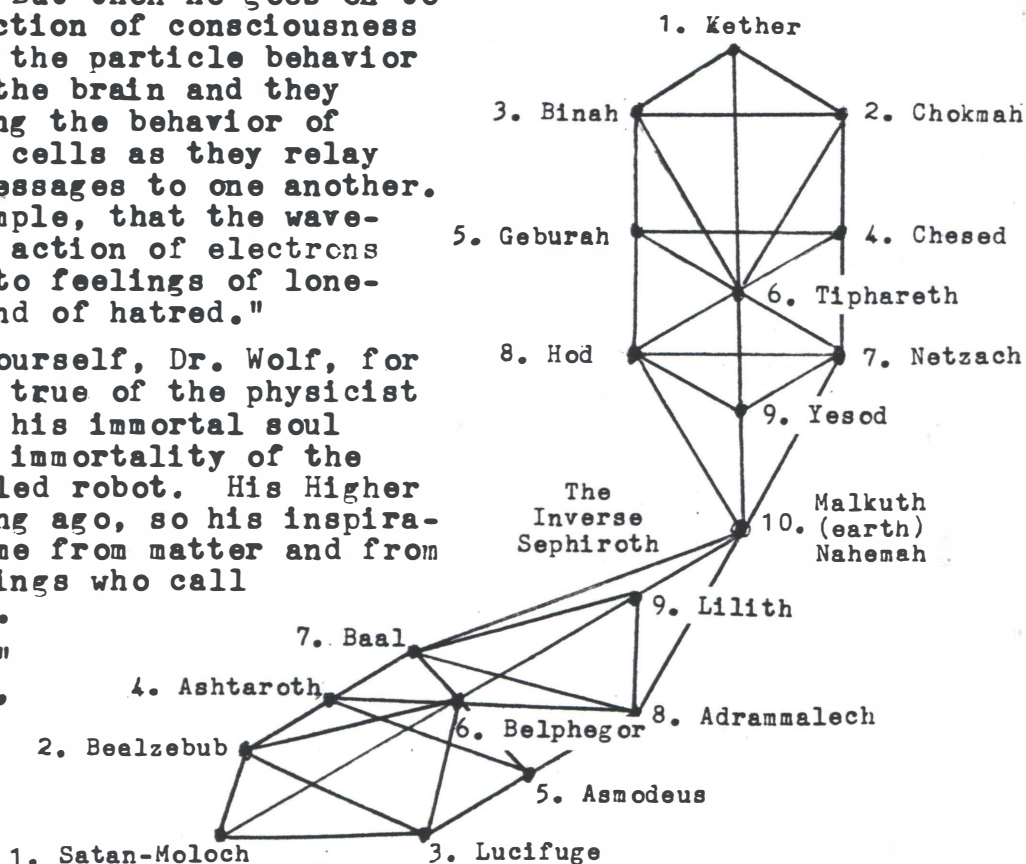 But then he goes on to
ction of consciousness
the particle behavior
the brain and they
ng the behavior of
cells as they relay
essages to one another.
mple, that the wave-
action of electrons
to feelings of lone-
nd of hatred."
ourself, Dr. Wolf, for
true of the physicist
his immortal soul
immortality of the
led robot. His Higher
ng ago, so his inspira-
me from matter and from
ings who call
.
"
.
1. Kether
3. Binah
2. Chokmah
5. Geburah
4. Chesed
6. Tiphareth
8. Hod
7. Netzach
9. Yesod
The
Inverse
Sephiroth
10. Malkuth
(earth)
Nahemah
9. Lilith
7. Baal
4. Ashtaroth
8. Adrammalech
6. Belphegor
2. Beelzebub
5. Asmodeus
1. Satan-Moloch
3. Lucifuge